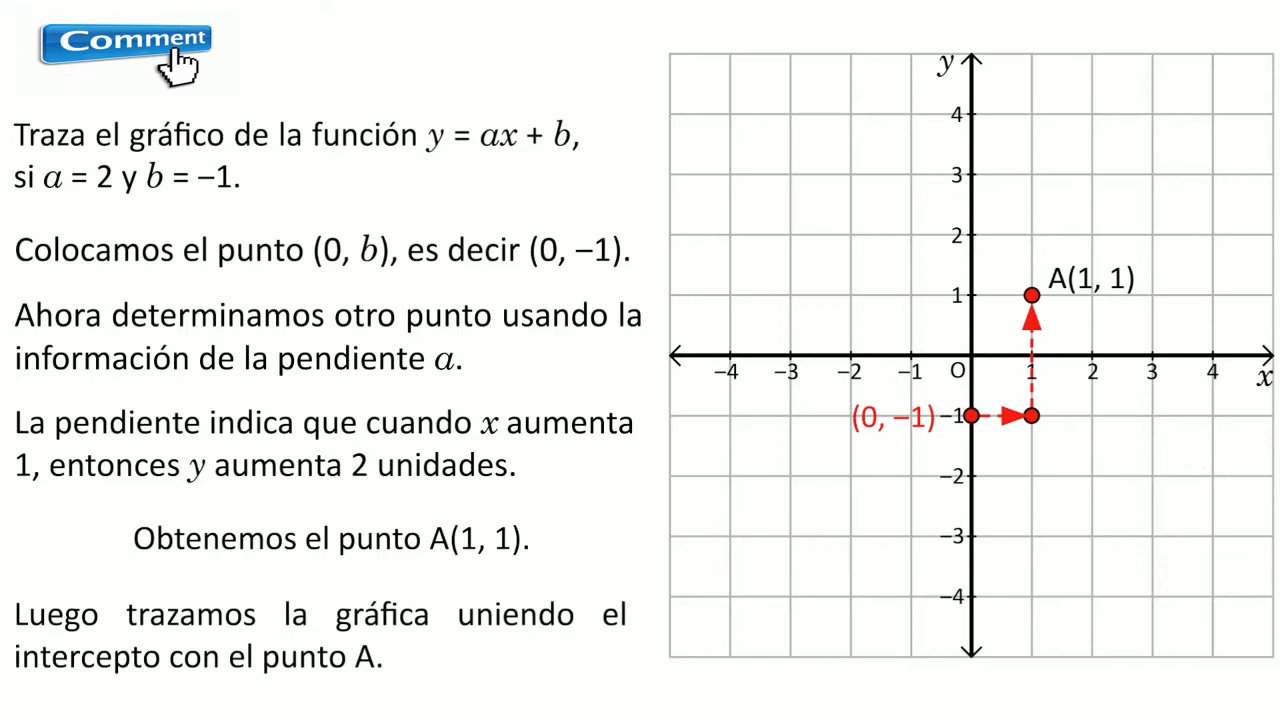 Comment
Traza el gráfico de la función y = ax + b,
si a = 2 y b = –1.
Colocamos el punto (0, b), es decir (0, –1).
Ahora determinamos otro punto usando la
información de la pendiente a.
La pendiente indica que cuando x aumenta
1, entonces y aumenta 2 unidades.
Obtenemos el punto A(1, 1).
Luego trazamos la gráfica uniendo el
intercepto con el punto A.
y
4
3
2
A(1, 1)
1
–4 –3 –2 –1 O 1 2 3 4 x
(0, –1) –1
–2
–3
–4